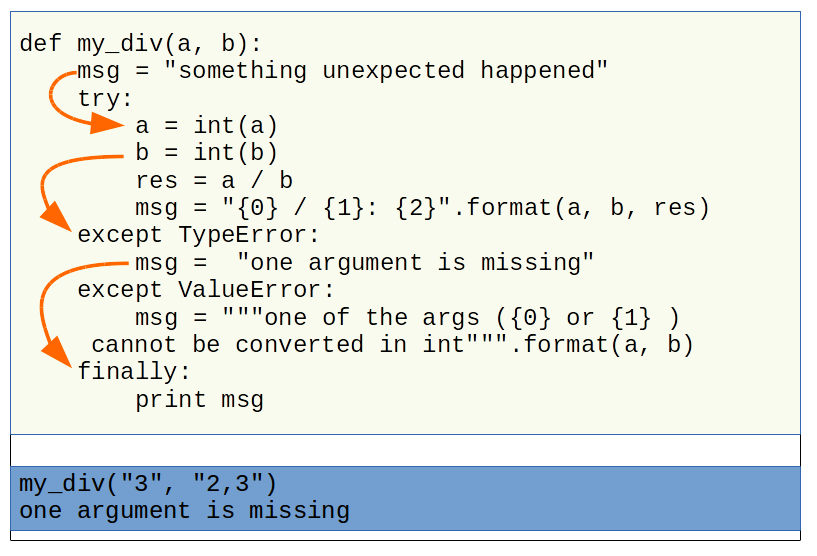 def my_div(a, b):
    msg = "something unexpected happened"
    try:
        a = int(a)
        b = int(b)
        res = a / b
        msg = "{0} / {1}: {2}".format(a, b, res)
    except TypeError:
        msg =  "one argument is missing"
    except ValueError:
        msg = """one of the args ({0} or {1} )
     cannot be converted in int""".format(a, b)
    finally:
        print msg
my_div("3", "2,3")
one argument is missing